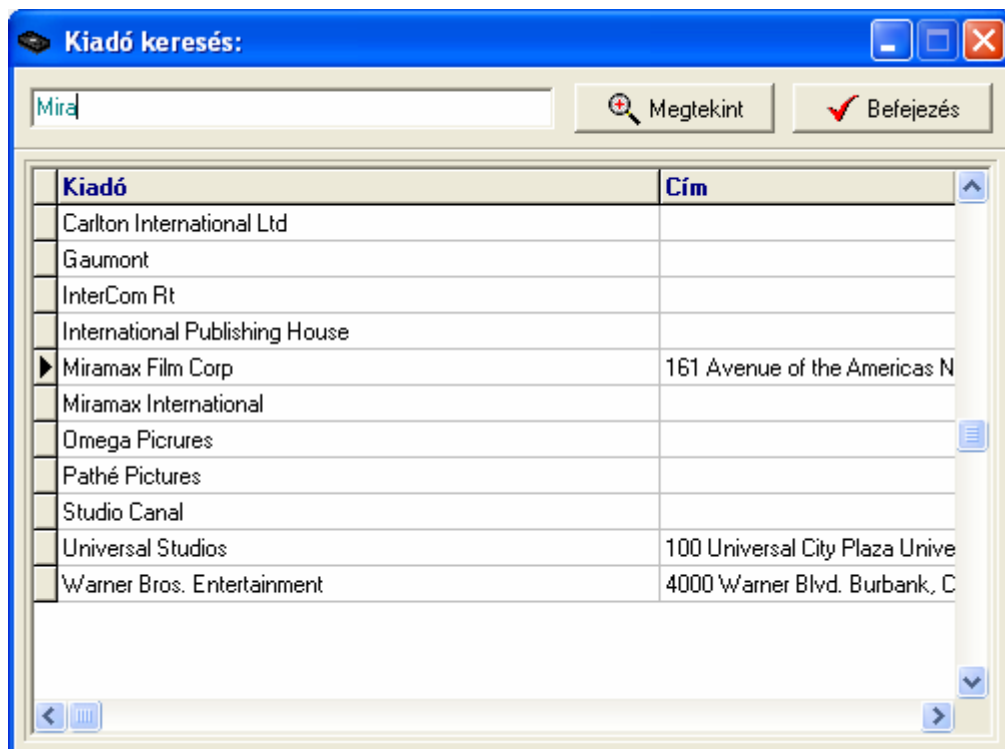 Kiadó keresés:
Mira
Megtekint
Befejezés
Kiadó Cím
Carlton International Ltd
Gaumont
InterCom Rt
International Publishing House
Miramax Film Corp 161 Avenue of the Americas N
Miramax International
Omega Picrures
Pathé Pictures
Studio Canal
Universal Studios 100 Universal City Plaza Unive
Warner Bros. Entertainment 4000 Warner Blvd. Burbank, C